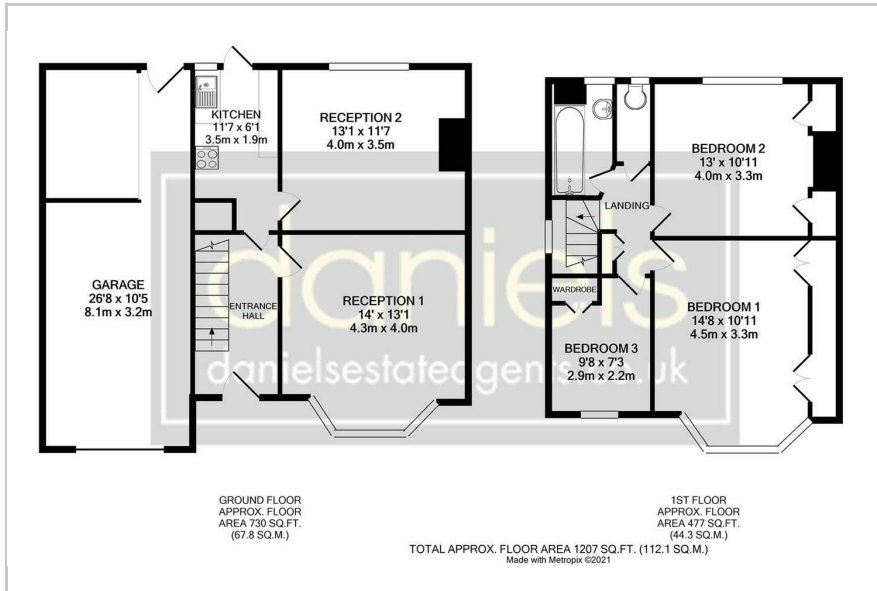 KITCHEN
11'7 x 6'1
3.5m x 1.9m
RECEPTION 2
13'1 x 11'7
4.0m x 3.5m
GARAGE
26'8 x 10'5
8.1m x 3.2m
ENTRANCE
HALL
RECEPTION 1
14' x 13'1
4.3m x 4.0m
BEDROOM 2
13' x 10'11
4.0m x 3.3m
LANDING
WARDROBE
BEDROOM 3
9'8 x 7'3
2.9m x 2.2m
BEDROOM 1
14'8 x 10'11
4.5m x 3.3m
daniels
danielsestateagents.co.uk
GROUND FLOOR
APPROX. FLOOR
AREA 730 SQ.FT.
(67.8 SQ.M.)
1ST FLOOR
APPROX. FLOOR
AREA 477 SQ.FT.
(44.3 SQ.M.)
TOTAL APPROX. FLOOR AREA 1207 SQ.FT. (112.1 SQ.M.)
Made with Metropix ©2021